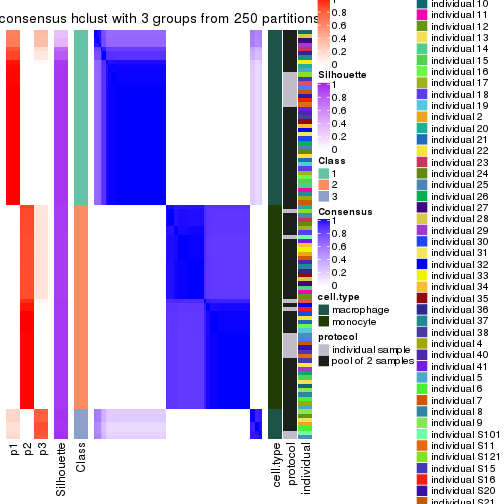 consensus hclust with 3 groups from 250 partitions
0.8
0.6
0.4
0.2
0
Silhouette
1
0.8
0.6
0.4
0.2
0
Class
1
2
3
Consensus
1
0.8
0.6
0.4
0.2
0
cell.type
macrophage
monocyte
protocol
individual sample
pool of 2 samples
individual 10
individual 11
individual 12
individual 13
individual 14
individual 15
individual 16
individual 17
individual 18
individual 19
individual 2
individual 20
individual 21
individual 22
individual 23
individual 24
individual 25
individual 26
individual 27
individual 28
individual 29
individual 30
individual 31
individual 32
individual 33
individual 34
individual 35
individual 36
individual 37
individual 38
individual 4
individual 40
individual 41
individual 5
individual 6
individual 7
individual 8
individual 9
individual S101
individual S11
individual S121
individual S15
individual S16
individual S20
individual S21
p1
p2
p3
Silhouette
Class
cell.type
protocol
individual